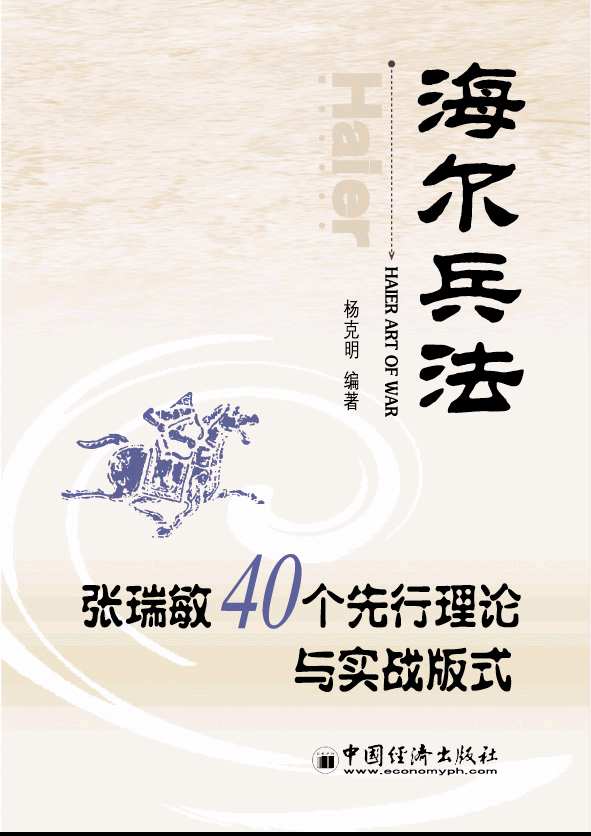 海尔兵法
Haier
HAIER ART OF WAR
杨克明 编著
张瑞敏40个先行理论
与实战版式
中国经济出版社
www.economyph.com